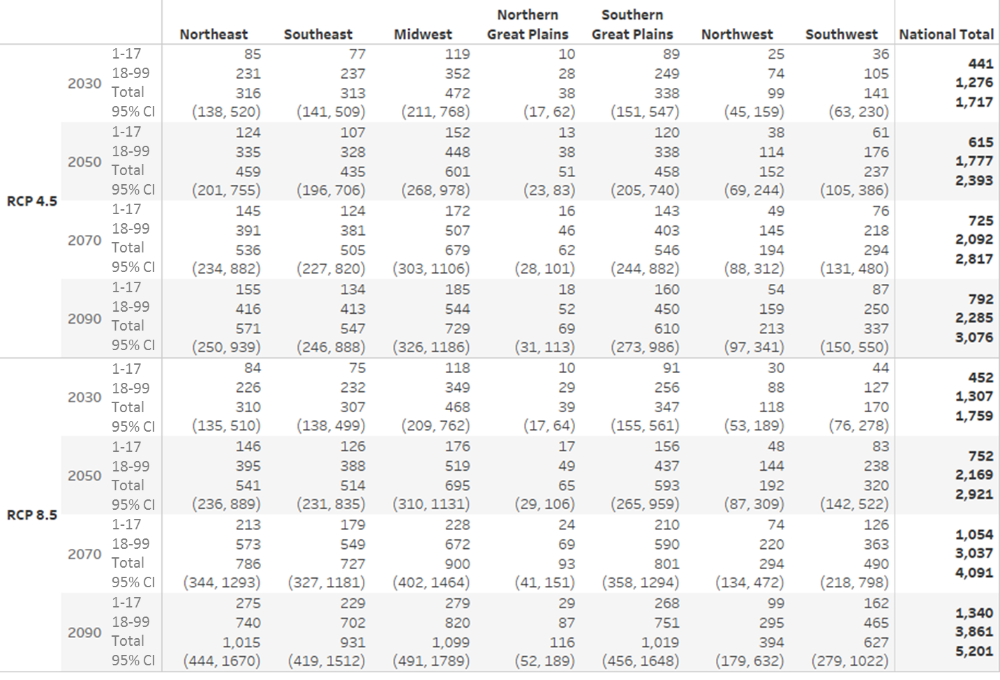 Northern Southern
Northeast Southeast Midwest Great Plains Great Plains Northwest Southwest National Total
RCP 4.5
2030
1-17 85 77 119 10 89 25 36 441
18-99 231 237 352 28 249 74 105 1,276
Total 316 313 472 38 338 99 141 1,717
95% CI (138, 520) (141, 509) (211, 768) (17, 62) (151, 547) (45, 159) (63, 230)
2050
1-17 124 107 152 13 120 38 61 615
18-99 335 328 448 38 338 114 176 1,777
Total 459 435 601 51 458 152 237 2,393
95% CI (201, 755) (196, 706) (268, 978) (23, 83) (205, 740) (69, 244) (105, 386)
2070
1-17 145 124 172 16 143 49 76 725
18-99 391 381 507 46 403 145 218 2,092
Total 536 505 679 62 546 194 294 2,817
95% CI (234, 882) (227, 820) (303, 1106) (28, 101) (244, 882) (88, 312) (131, 480)
2090
1-17 155 134 185 18 160 54 87 792
18-99 416 413 544 52 450 159 250 2,285
Total 571 547 729 69 610 213 337 3,076
95% CI (250, 939) (246, 888) (326, 1186) (31, 113) (273, 986) (97, 341) (150, 550)
RCP 8.5
2030
1-17 84 75 118 10 91 30 44 452
18-99 226 232 349 29 256 88 127 1,307
Total 310 307 468 39 347 118 170 1,759
95% CI (135, 510) (138, 499) (209, 762) (17, 64) (155, 561) (53, 189) (76, 278)
2050
1-17 146 126 176 17 156 48 83 752
18-99 395 388 519 49 437 144 238 2,169
Total 541 514 695 65 593 192 320 2,921
95% CI (236, 889) (231, 835) (310, 1131) (29, 106) (265, 959) (87, 309) (142, 522)
2070
1-17 213 179 228 24 210 74 126 1,054
18-99 573 549 672 69 590 220 363 3,037
Total 786 727 900 93 801 294 490 4,091
95% CI (344, 1293) (327, 1181) (402, 1464) (41, 151) (358, 1294) (134, 472) (218, 798)
2090
1-17 275 229 279 29 268 99 162 1,340
18-99 740 702 820 87 751 295 465 3,861
Total 1,015 931 1,099 116 1,019 394 627 5,201
95% CI (444, 1670) (419, 1512) (491, 1789) (52, 189) (456, 1648) (179, 632) (279, 1022)